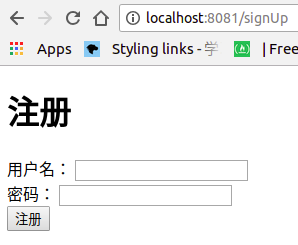 localhost:8081/signUp
Apps Styling links - 学 | Free
注册
用户名：
密码：
注册